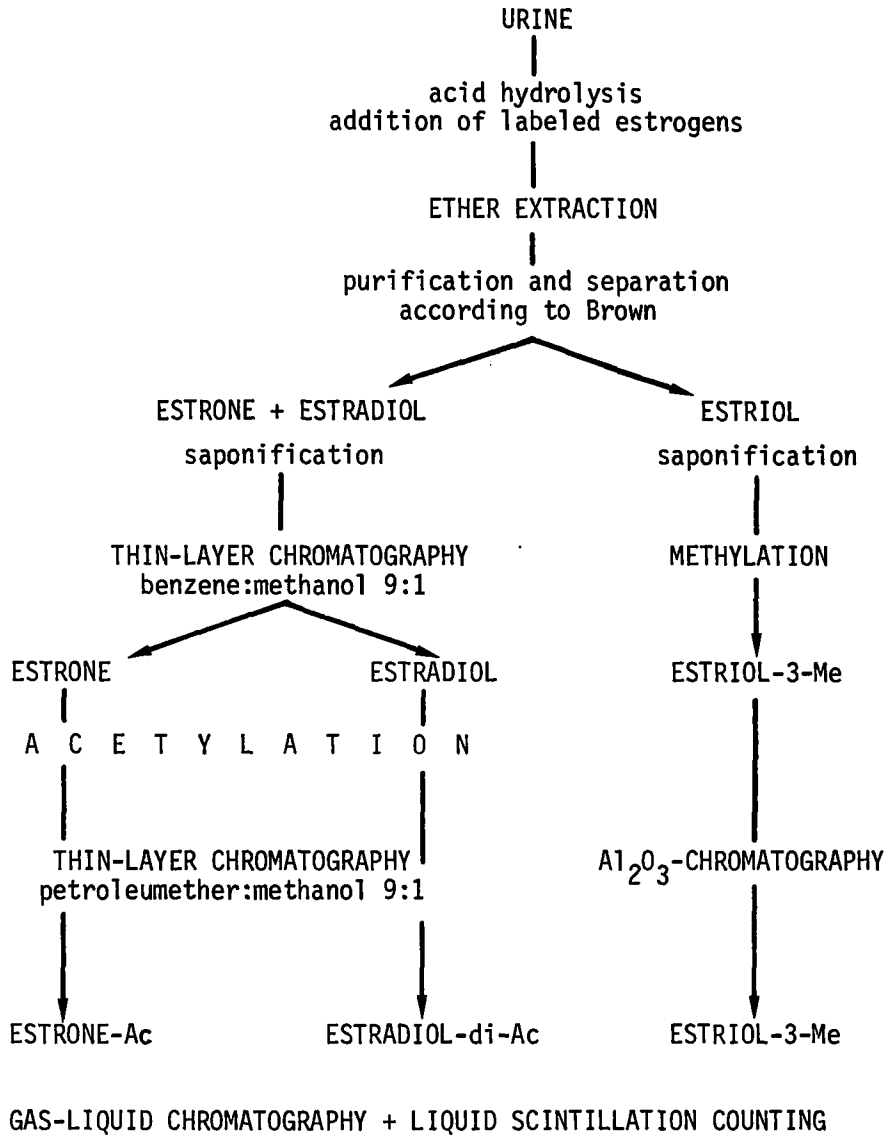 URINE
acid hydrolysis
addition of labeled estrogens
ETHER EXTRACTION
purification and separation
according to Brown
ESTRONE + ESTRADIOL
saponification
ESTRIOL
saponification
THIN-LAYER CHROMATOGRAPHY
benzene:methanol 9:1
METHYLATION
ESTRONE
ESTRADIOL
ESTRIOL-3-Me
A C E T Y L A T I O N
THIN-LAYER CHROMATOGRAPHY
petroleumether:methanol 9:1
Al2O3-CHROMATOGRAPHY
ESTRONE-Ac
ESTRADIOL-di-Ac
ESTRIOL-3-Me
GAS-LIQUID CHROMATOGRAPHY + LIQUID SCINTILLATION COUNTING